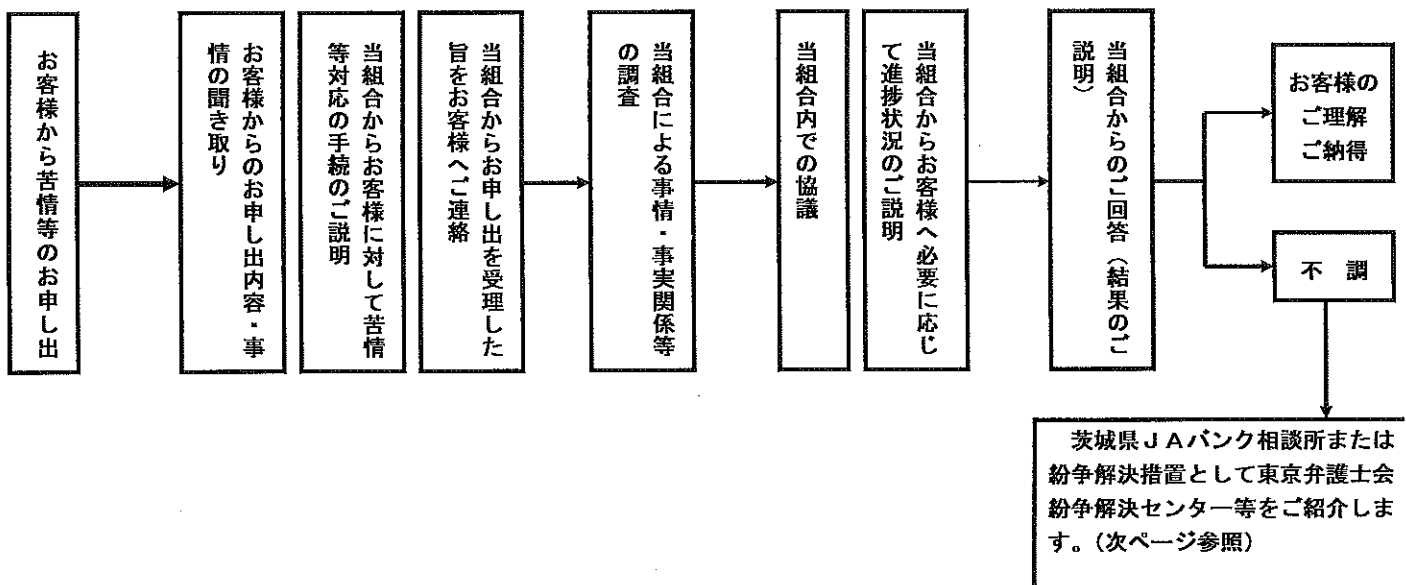 お客様から苦情等のお申し出
お客様からのお申し出内容・事
情の聞き取り
当組合からお客様に対して苦情
等対応の手続のご説明
当組合からお申し出を受理した
旨をお客様へご連絡
当組合による事情・事実関係等
の調査
当組合内での協議
当組合からお客様へ必要に応じ
て進捗状況のご説明
当組合からのご回答（結果のご
説明）
お客様の
ご理解
ご納得
不調
茨城県ＪＡバンク相談所または
紛争解決措置として東京弁護士会
紛争解決センター等をご紹介しま
す。（次ページ参照）